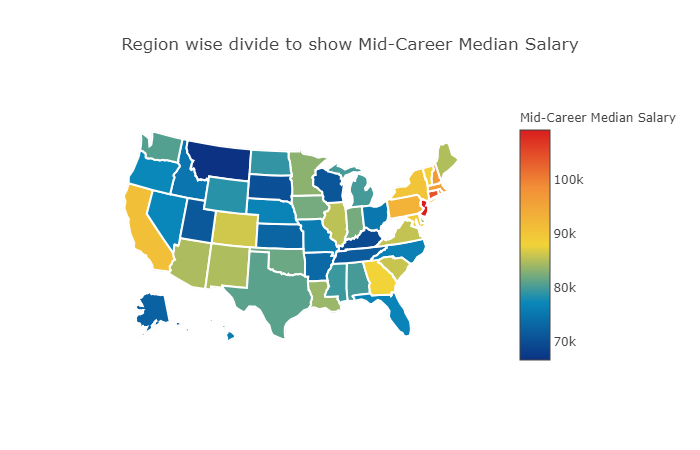 Region wise divide to show Mid-Career Median Salary
Mid-Career Median Salary
100k
90k
80k
70k